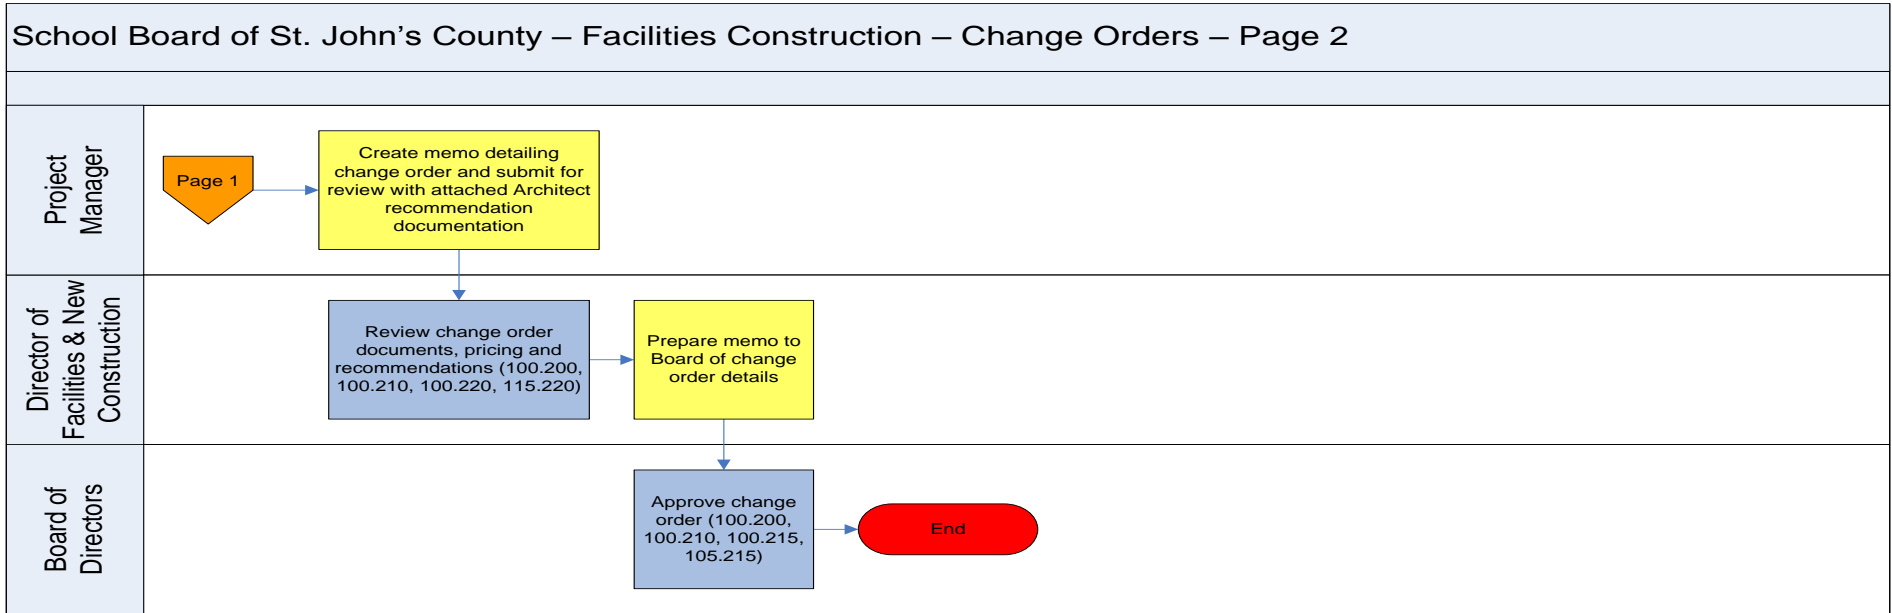 School Board of St. John’s County – Facilities Construction – Change Orders – Page 2
Project
Manager
Page 1
Create memo detailing
change order and submit for
review with attached Architect
recommendation
documentation
Director of
Facilities & New
Construction
Review change order
documents, pricing and
recommendations (100.200,
100.210, 100.220, 115.220)
Prepare memo to
Board of change
order details
Board of
Directors
Approve change
order (100.200,
100.210, 100.215,
105.215)
End